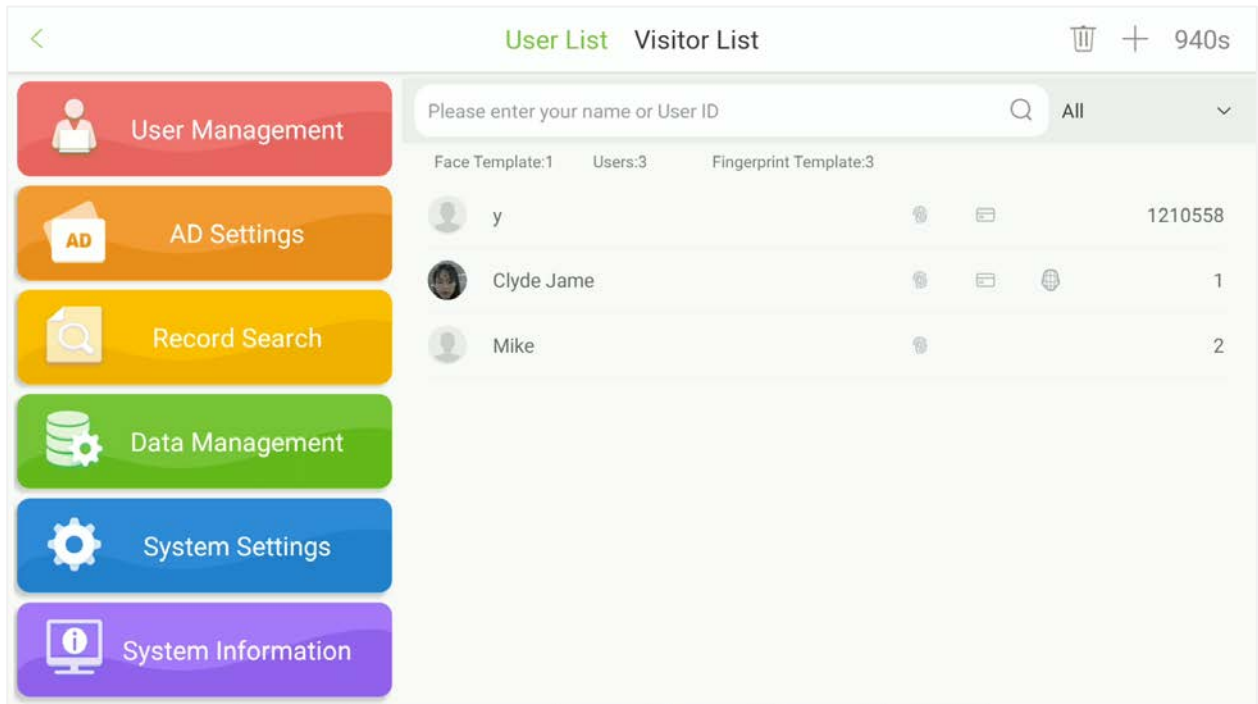 User List Visitor List 940s
User Management
AD AD Settings
Record Search
Data Management
System Settings
System Information
Please enter your name or User ID All
Face Template:1 Users:3 Fingerprint Template:3
y 1210558
Clyde Jame 1
Mike 2